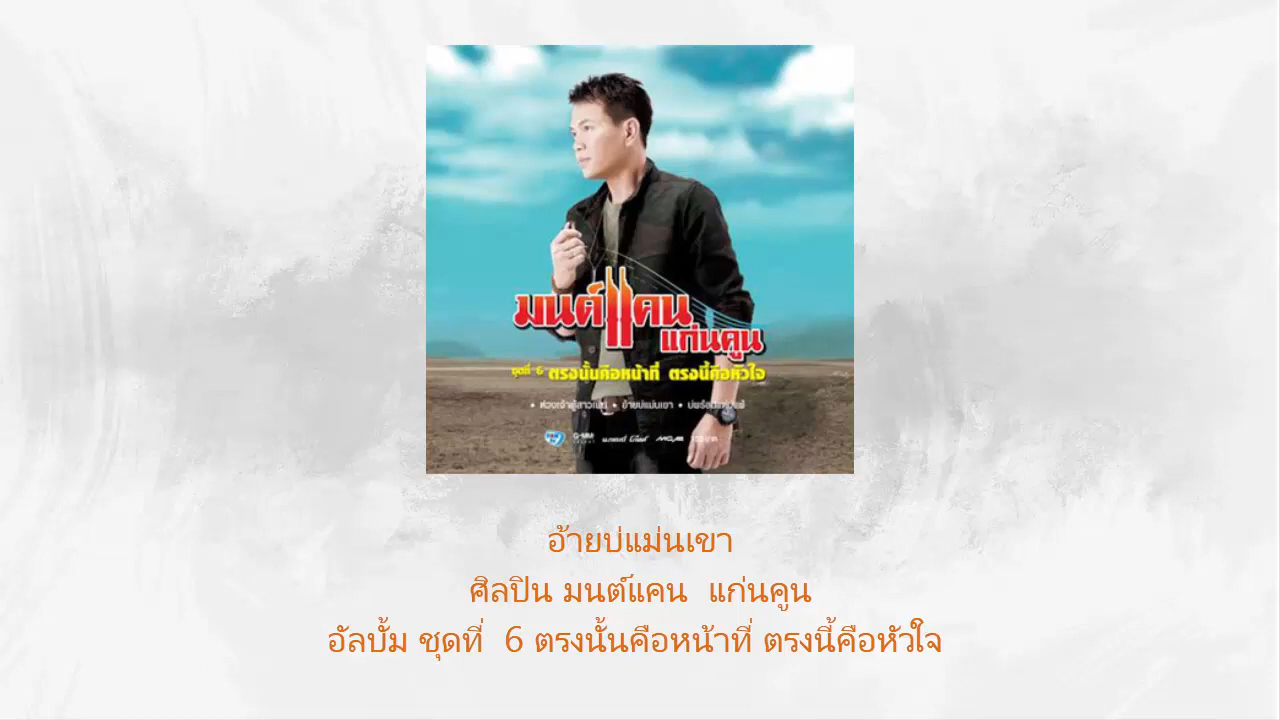 มนต์แคน
แก่นคูน
ชุดที่ 6 ตรงนั้นคือหน้าที่ ตรงนี้คือหัวใจ
• อ้ายบ่แม่นเขา •
อ้ายบ่แม่นเขา
ศิลปิน มนต์แคน แก่นคูน
อัลบั้ม ชุดที่ 6 ตรงนั้นคือหน้าที่ ตรงนี้คือหัวใจ